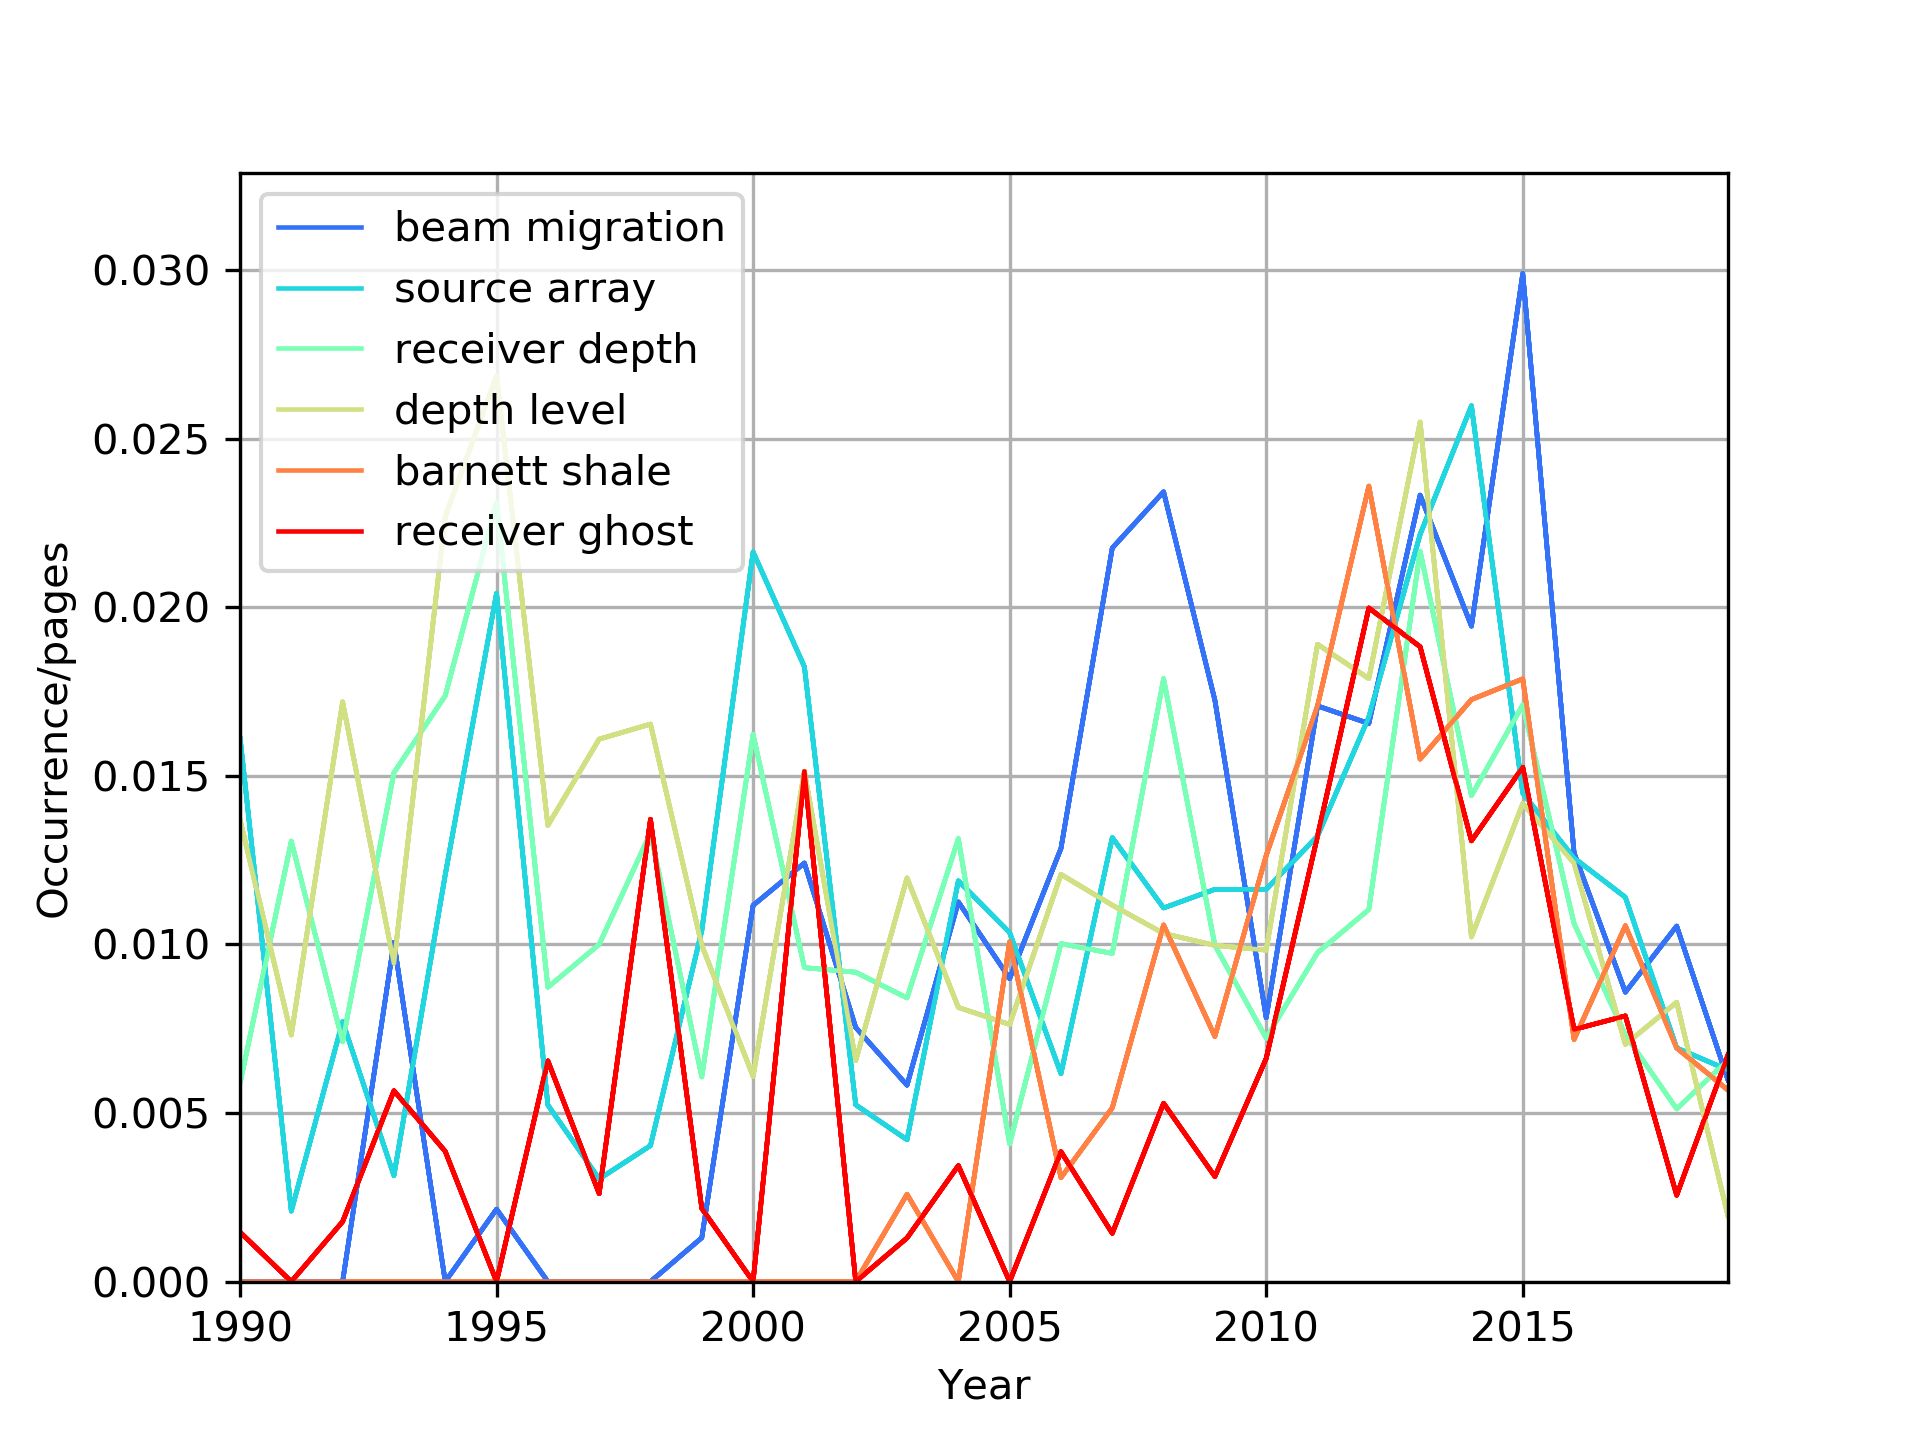 beam migration
source array
receiver depth
depth level
barnett shale
receiver ghost
0.030
0.025
0.020
0.015
0.010
0.005
0.000
Occurrence/pages
1990 1995 2000 2005 2010 2015
Year